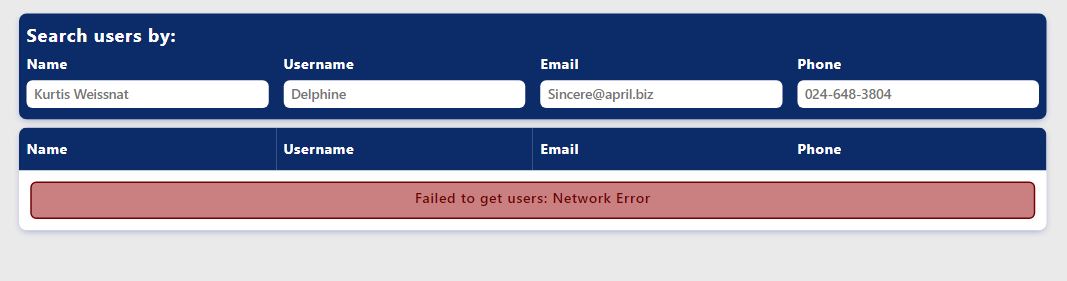 Search users by:
Name Username Email Phone
Kurtis Weissnat Delphine Sincere@april.biz 024-648-3804
Name Username Email Phone
Failed to get users: Network Error